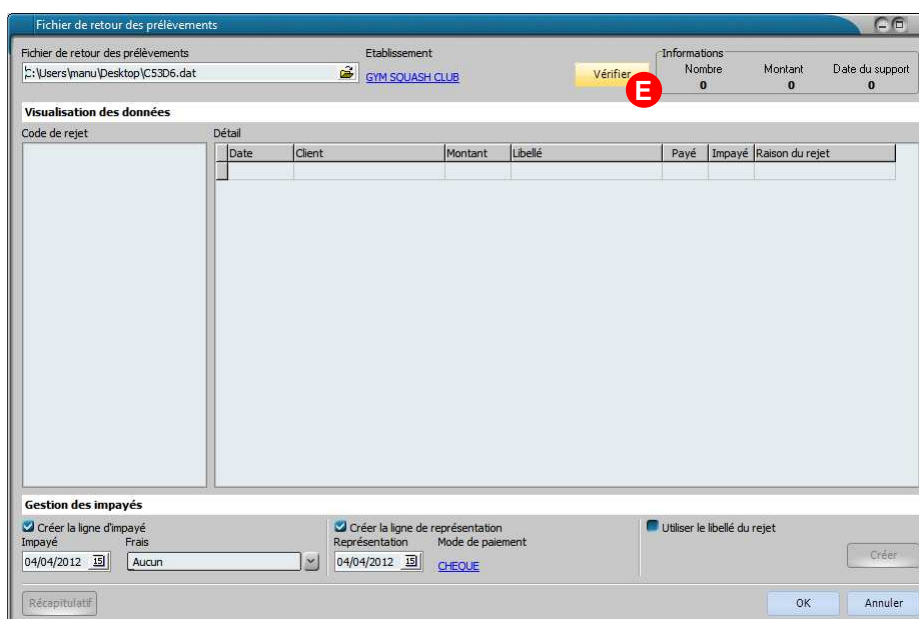 Fichier de retour des prélèvements
Fichier de retour des prélèvements Etablissement Informations
C:\Users\manu\Desktop\C53D6.dat GYM SQUASH CLUB Vérifier E Nombre Montant Date du support
0 0 0
Visualisation des données
Code de rejet Détail
Date Client Montant Libellé Payé Impayé Raison du rejet
Gestion des impayés
Créer la ligne d'impayé Créer la ligne de représentation Utiliser le libellé du rejet
Impayé Frais Représentation Mode de paiement
04/04/2012 15 Aucun 04/04/2012 15 CHEQUE Créer
Récapitulatif OK Annuler